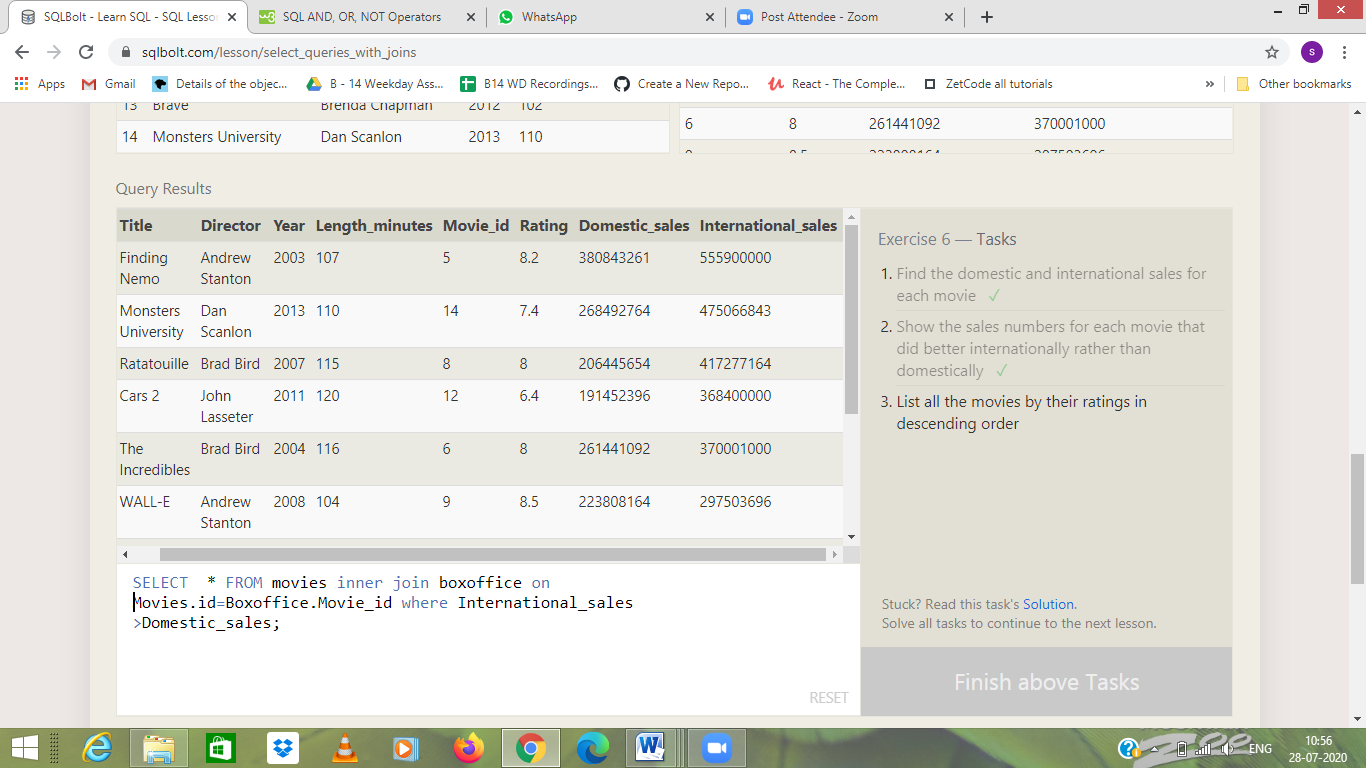 SQLBolt - Learn SQL - SQL Lesson
SQL AND, OR, NOT Operators
WhatsApp
Post Attendee - Zoom
sqlbolt.com/lesson/select_queries_with_joins
S
Apps
Gmail
Details of the objec...
B - 14 Weekday Ass...
B14 WD Recordings...
Create a New Repo...
React - The Comple...
ZetCode all tutorials
»
Other bookmarks
13 Brave Brenda Chapman 2012 102
14 Monsters University Dan Scanlon 2013 110
6 8 261441092 370001000
9 8.5 223808164 297503696
Query Results
Title Director Year Length_minutes Movie_id Rating Domestic_sales International_sales
Finding Andrew 2003 107 5 8.2 380843261 555900000
Nemo Stanton
Monsters Dan 2013 110 14 7.4 268492764 475066843
University Scanlon
Ratatouille Brad Bird 2007 115 8 8 206445654 417277164
Cars 2 John 2011 120 12 6.4 191452396 368400000
Lasseter
The Brad Bird 2004 116 6 8 261441092 370001000
Incredibles
WALL-E Andrew 2008 104 9 8.5 223808164 297503696
Stanton
SELECT * FROM movies inner join boxoffice on
Movies.id=Boxoffice.Movie_id where International_sales
>Domestic_sales;
RESET
Exercise 6 — Tasks
1. Find the domestic and international sales for
each movie ✓
2. Show the sales numbers for each movie that
did better internationally rather than
domestically ✓
3. List all the movies by their ratings in
descending order
Stuck? Read this task's Solution.
Solve all tasks to continue to the next lesson.
Finish above Tasks
ENG
10:56
28-07-2020